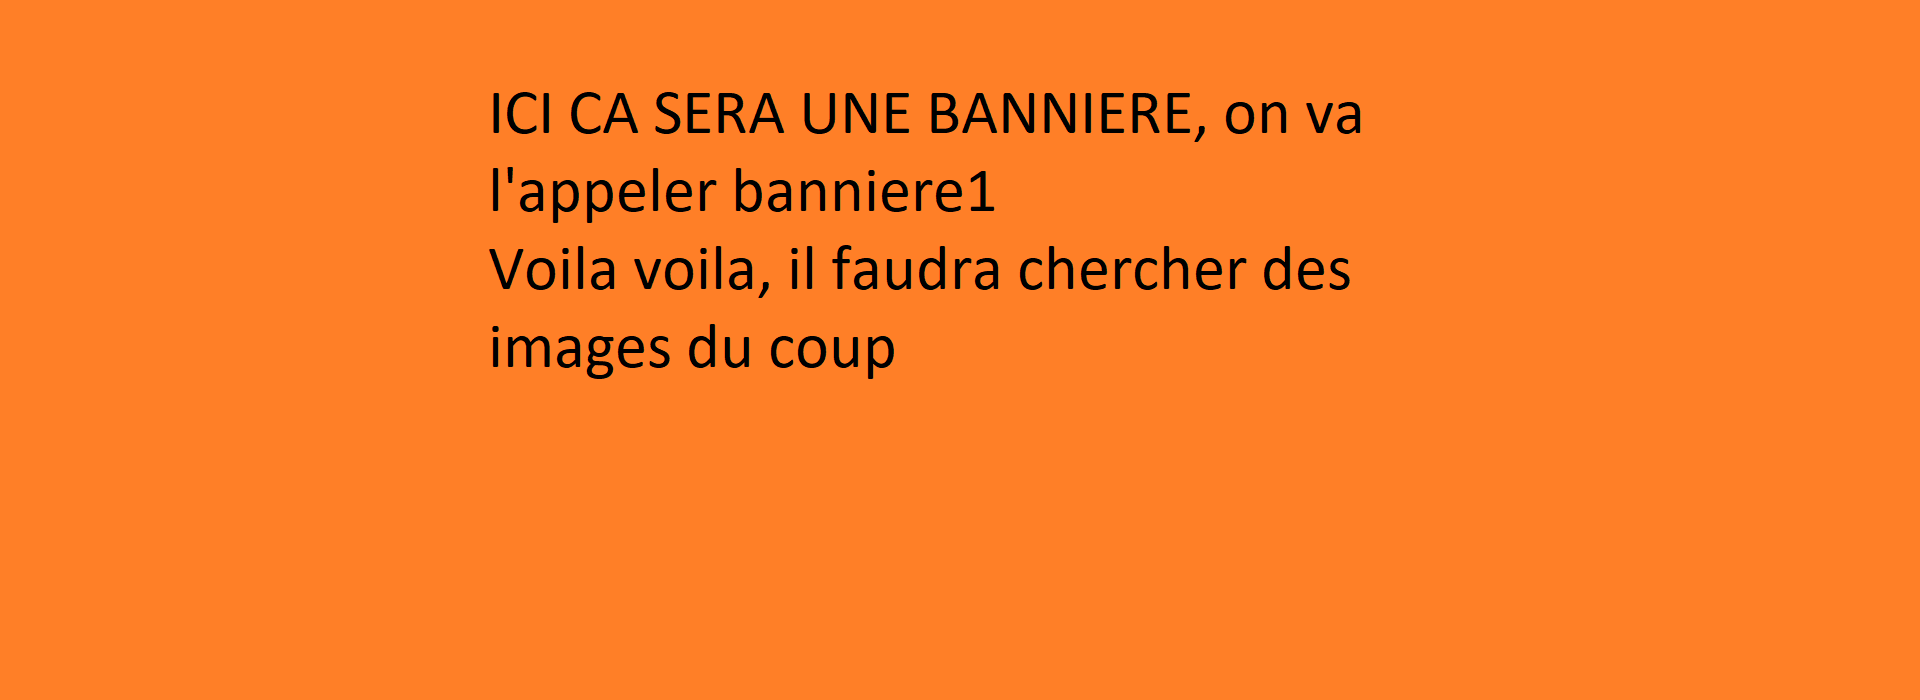 ICI CA SERA UNE BANNIERE, on va
l'appeler banniere1
Voila voila, il faudra chercher des
images du coup